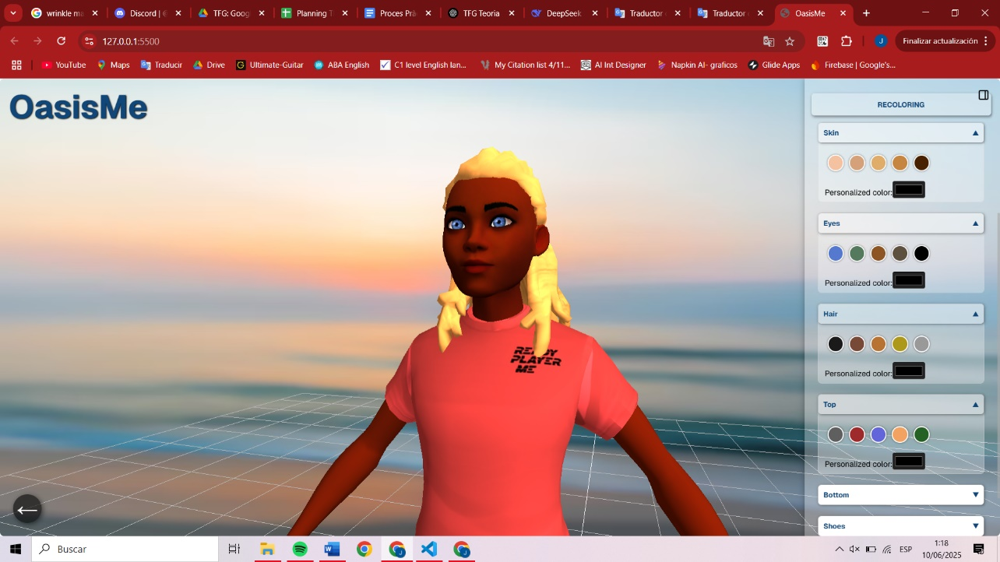 wrinkle ma
Discord | (
TFG: Goog
Planning T
Proces Prà
TFG Teoria
DeepSeek
Traductor
Traductor
OasisMe
127.0.0.1:5500
J
Finalizar actualización
YouTube
Maps
Traducir
Drive
Ultimate-Guitar
ABA English
C1 level English lan...
My Citation list 4/11...
AI Int Designer
Napkin AI- graficos
Glide Apps
Firebase | Google's...
OasisMe
RECOLORING
Skin
Personalized color:
Eyes
Personalized color:
Hair
Personalized color:
Top
Personalized color:
Bottom
Shoes
PLAYER
ME
Buscar
ESP
1:18
10/06/2025